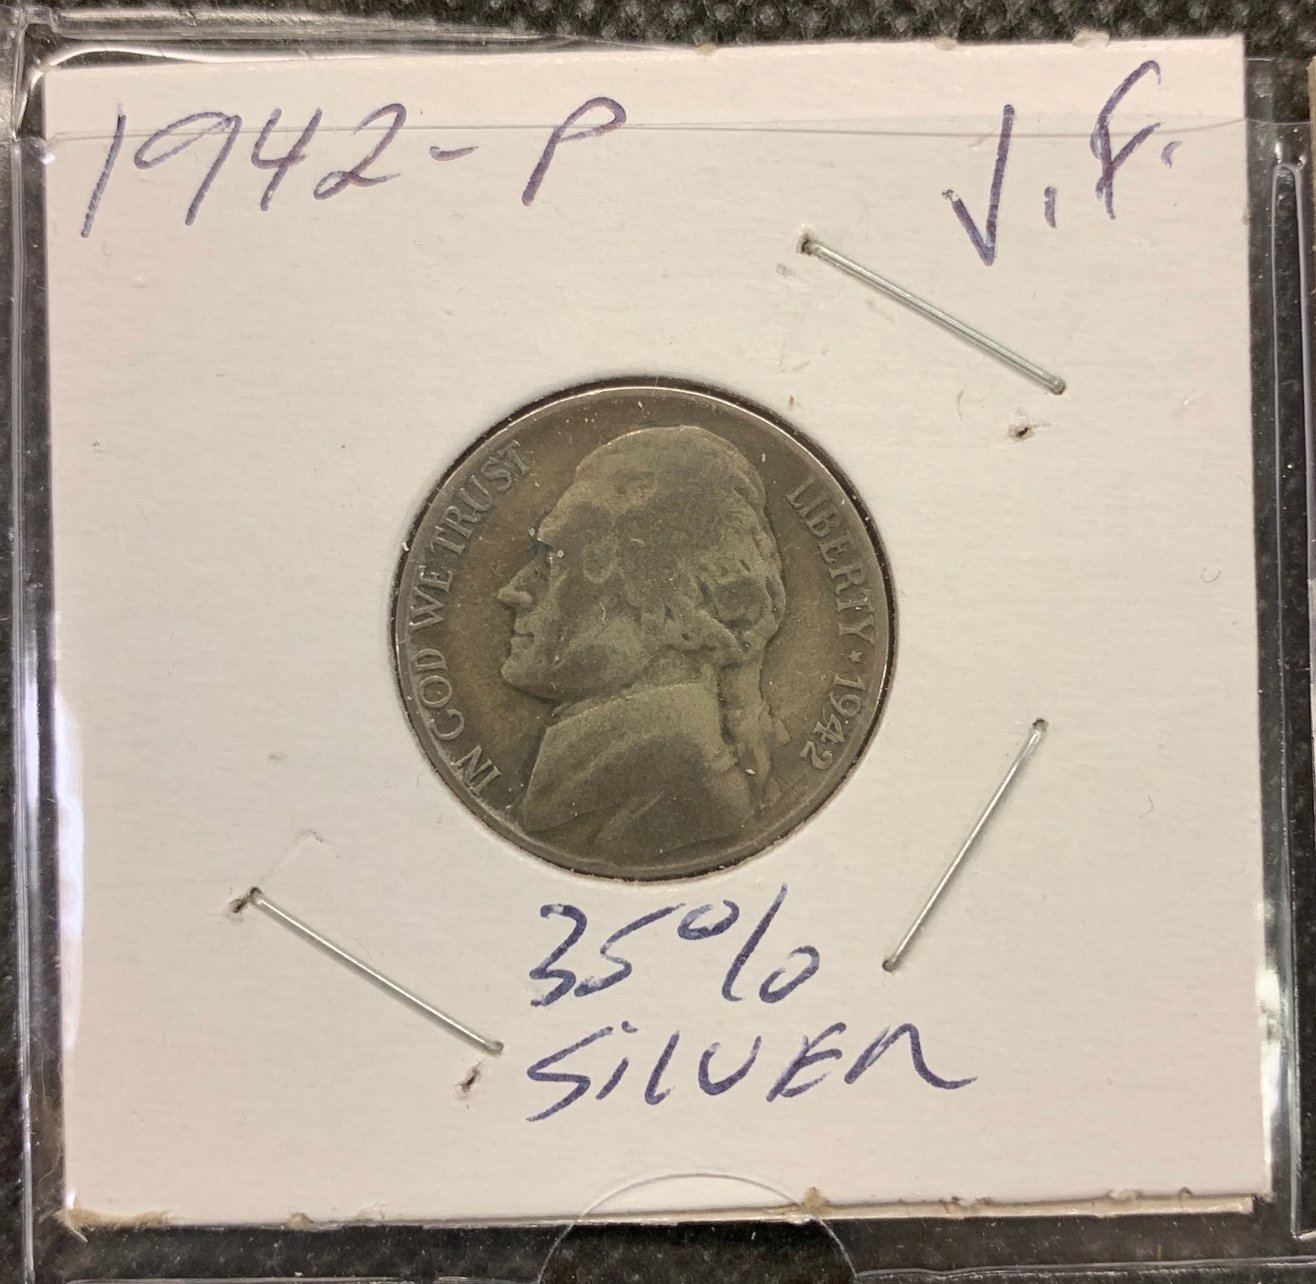 1942-P V.F.
IN GOD WE TRUST
LIBERTY ★ 1942
35%
SILVER